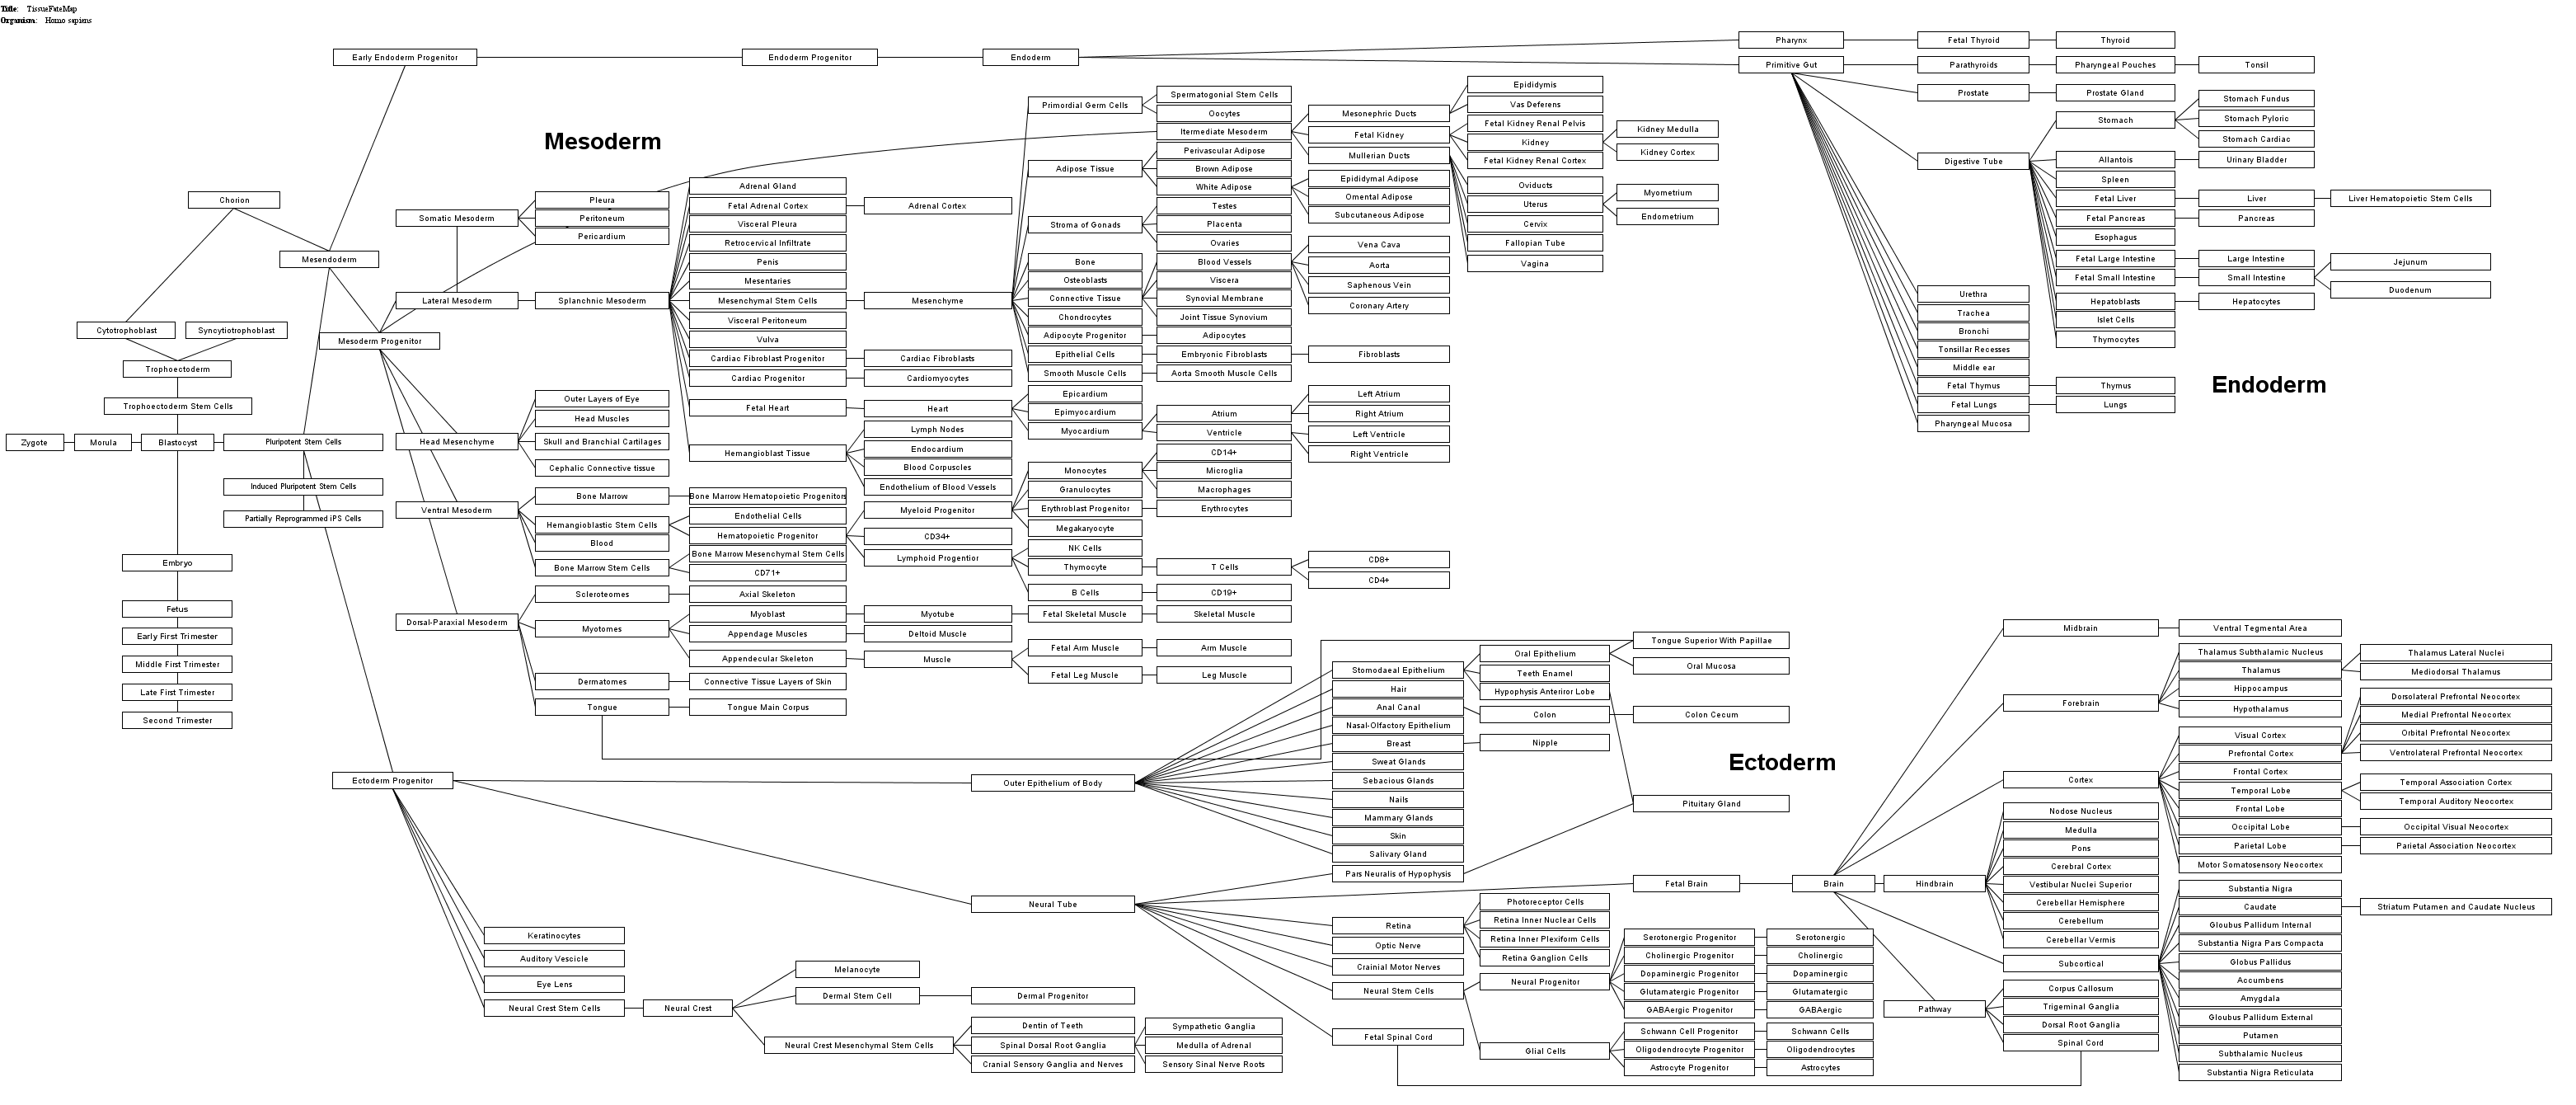 Title: TissueFateMap
Organism: Homo sapiens
Early Endoderm Progenitor
Endoderm Progenitor
Endoderm
Pharynx
Fetal Thyroid
Thyroid
Primitive Gut
Parathyroids
Pharyngeal Pouches
Tonsil
Prostate
Prostate Gland
Stomach
Stomach Fundus
Stomach Pyloric
Stomach Cardiac
Digestive Tube
Allantois
Urinary Bladder
Spleen
Fetal Liver
Liver
Liver Hematopoietic Stem Cells
Fetal Pancreas
Pancreas
Esophagus
Fetal Large Intestine
Large Intestine
Fetal Small Intestine
Small Intestine
Jejunum
Duodenum
Hepatoblasts
Hepatocytes
Islet Cells
Thymocytes
Urethra
Trachea
Bronchi
Tonsillar Recesses
Middle ear
Fetal Thymus
Thymus
Fetal Lungs
Lungs
Pharyngeal Mucosa
Endoderm
Mesoderm
Chorion
Mesendoderm
Cytotrophoblast
Syncytiotrophoblast
Trophoectoderm
Trophoectoderm Stem Cells
Zygote
Morula
Blastocyst
Pluripotent Stem Cells
Induced Pluripotent Stem Cells
Partially Reprogrammed iPS Cells
Embryo
Fetus
Early First Trimester
Middle First Trimester
Late First Trimester
Second Trimester
Mesoderm Progenitor
Somatic Mesoderm
Pleura
Peritoneum
Pericardium
Lateral Mesoderm
Splanchnic Mesoderm
Adrenal Gland
Fetal Adrenal Cortex
Adrenal Cortex
Visceral Pleura
Retrocervical Infiltrate
Penis
Mesentaries
Mesenchymal Stem Cells
Mesenchyme
Visceral Peritoneum
Vulva
Cardiac Fibroblast Progenitor
Cardiac Fibroblasts
Cardiac Progenitor
Cardiomyocytes
Fetal Heart
Heart
Hemangioblast Tissue
Lymph Nodes
Endocardium
Blood Corpuscles
Endothelium of Blood Vessels
Primordial Germ Cells
Spermatogonial Stem Cells
Oocytes
Itermediate Mesoderm
Mesonephric Ducts
Epididymis
Vas Deferens
Fetal Kidney
Fetal Kidney Renal Pelvis
Kidney
Kidney Medulla
Kidney Cortex
Fetal Kidney Renal Cortex
Mullerian Ducts
Oviducts
Uterus
Myometrium
Endometrium
Cervix
Fallopian Tube
Vagina
Adipose Tissue
Perivascular Adipose
Brown Adipose
White Adipose
Epididymal Adipose
Omental Adipose
Subcutaneous Adipose
Stroma of Gonads
Testes
Placenta
Ovaries
Bone
Osteoblasts
Connective Tissue
Blood Vessels
Vena Cava
Aorta
Saphenous Vein
Coronary Artery
Viscera
Synovial Membrane
Joint Tissue Synovium
Chondrocytes
Adipocyte Progenitor
Adipocytes
Epithelial Cells
Embryonic Fibroblasts
Fibroblasts
Smooth Muscle Cells
Aorta Smooth Muscle Cells
Epicardium
Epimyocardium
Myocardium
Atrium
Left Atrium
Right Atrium
Ventricle
Left Ventricle
Right Ventricle
Head Mesenchyme
Outer Layers of Eye
Head Muscles
Skull and Branchial Cartilages
Cephalic Connective tissue
Ventral Mesoderm
Bone Marrow
Bone Marrow Hematopoietic Progenitors
Hemangioblastic Stem Cells
Endothelial Cells
Hematopoietic Progenitor
Blood
Bone Marrow Stem Cells
Bone Marrow Mesenchymal Stem Cells
CD71+
Myeloid Progenitor
CD34+
Lymphoid Progentior
Monocytes
CD14+
Microglia
Macrophages
Granulocytes
Erythroblast Progenitor
Erythrocytes
Megakaryocyte
NK Cells
Thymocyte
T Cells
CD8+
CD4+
B Cells
CD19+
Dorsal-Paraxial Mesoderm
Scleroteomes
Axial Skeleton
Myotomes
Myoblast
Myotube
Fetal Skeletal Muscle
Skeletal Muscle
Appendage Muscles
Deltoid Muscle
Appendecular Skeleton
Muscle
Fetal Arm Muscle
Arm Muscle
Fetal Leg Muscle
Leg Muscle
Dermatomes
Connective Tissue Layers of Skin
Tongue
Tongue Main Corpus
Ectoderm
Ectoderm Progenitor
Outer Epithelium of Body
Stomodaeal Epithelium
Oral Epithelium
Tongue Superior With Papillae
Oral Mucosa
Teeth Enamel
Hypophysis Anteriror Lobe
Hair
Anal Canal
Colon
Colon Cecum
Nasal-Olfactory Epithelium
Breast
Nipple
Sweat Glands
Sebacious Glands
Nails
Mammary Glands
Skin
Salivary Gland
Pars Neuralis of Hypophysis
Pituitary Gland
Neural Tube
Fetal Brain
Brain
Retina
Photoreceptor Cells
Retina Inner Nuclear Cells
Retina Inner Plexiform Cells
Retina Ganglion Cells
Optic Nerve
Crainial Motor Nerves
Neural Stem Cells
Neural Progenitor
Serotonergic Progenitor
Serotonergic
Cholinergic Progenitor
Cholinergic
Dopaminergic Progenitor
Dopaminergic
Glutamatergic Progenitor
Glutamatergic
GABAergic Progenitor
GABAergic
Glial Cells
Schwann Cell Progenitor
Schwann Cells
Oligodendrocyte Progenitor
Oligodendrocytes
Astrocyte Progenitor
Astrocytes
Fetal Spinal Cord
Keratinocytes
Auditory Vescicle
Eye Lens
Neural Crest Stem Cells
Neural Crest
Melanocyte
Dermal Stem Cell
Dermal Progenitor
Neural Crest Mesenchymal Stem Cells
Dentin of Teeth
Spinal Dorsal Root Ganglia
Cranial Sensory Ganglia and Nerves
Sympathetic Ganglia
Medulla of Adrenal
Sensory Sinal Nerve Roots
Midbrain
Ventral Tegmental Area
Forebrain
Thalamus Subthalamic Nucleus
Thalamus
Thalamus Lateral Nuclei
Mediodorsal Thalamus
Hippocampus
Hypothalamus
Cortex
Visual Cortex
Prefrontal Cortex
Dorsolateral Prefrontal Neocortex
Medial Prefrontal Neocortex
Orbital Prefrontal Neocortex
Ventrolateral Prefrontal Neocortex
Frontal Cortex
Temporal Lobe
Temporal Association Cortex
Temporal Auditory Neocortex
Frontal Lobe
Occipital Lobe
Occipital Visual Neocortex
Parietal Lobe
Parietal Association Neocortex
Motor Somatosensory Neocortex
Hindbrain
Nodose Nucleus
Medulla
Pons
Cerebral Cortex
Vestibular Nuclei Superior
Cerebellar Hemisphere
Cerebellum
Cerebellar Vermis
Subcortical
Substantia Nigra
Caudate
Striatum Putamen and Caudate Nucleus
Gloubus Pallidum Internal
Substantia Nigra Pars Compacta
Globus Pallidus
Accumbens
Amygdala
Gloubus Pallidum External
Putamen
Subthalamic Nucleus
Substantia Nigra Reticulata
Pathway
Corpus Callosum
Trigeminal Ganglia
Dorsal Root Ganglia
Spinal Cord